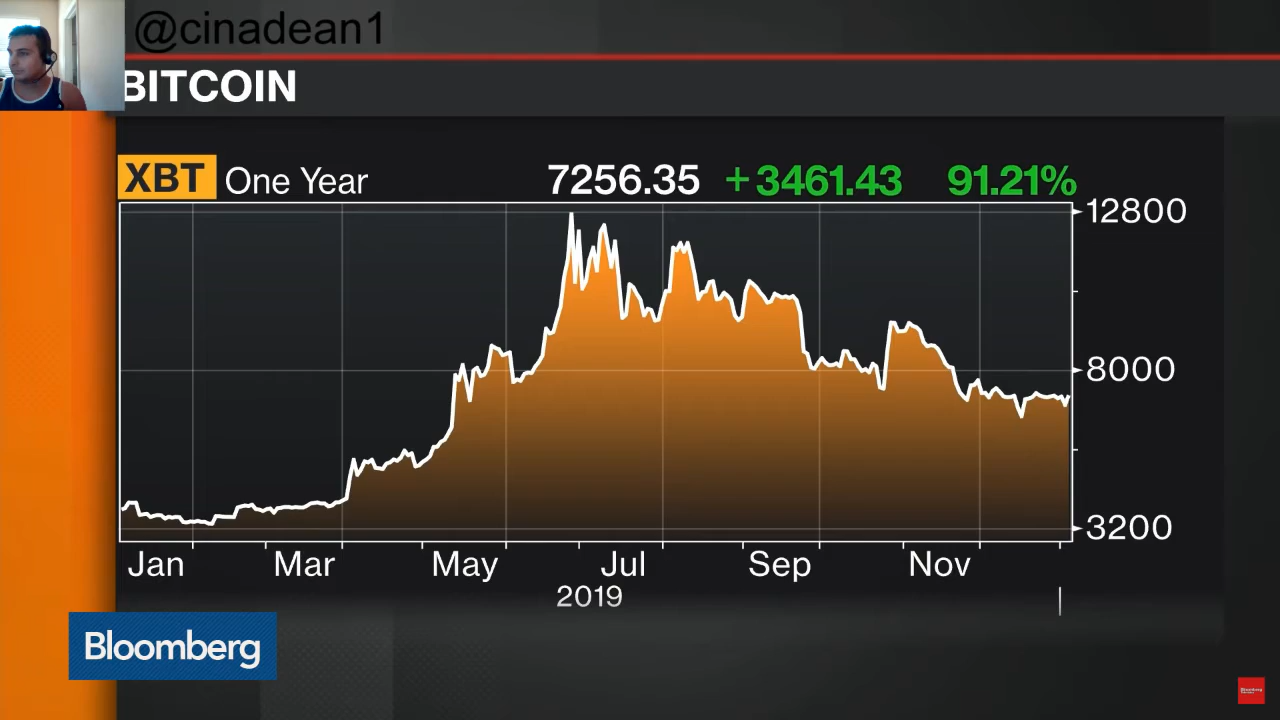 @cinadean1
BITCOIN
XBT One Year 7256.35 +3461.43 91.21%
12800
8000
3200
Jan Mar May Jul Sep Nov
2019
Bloomberg
Bloomberg